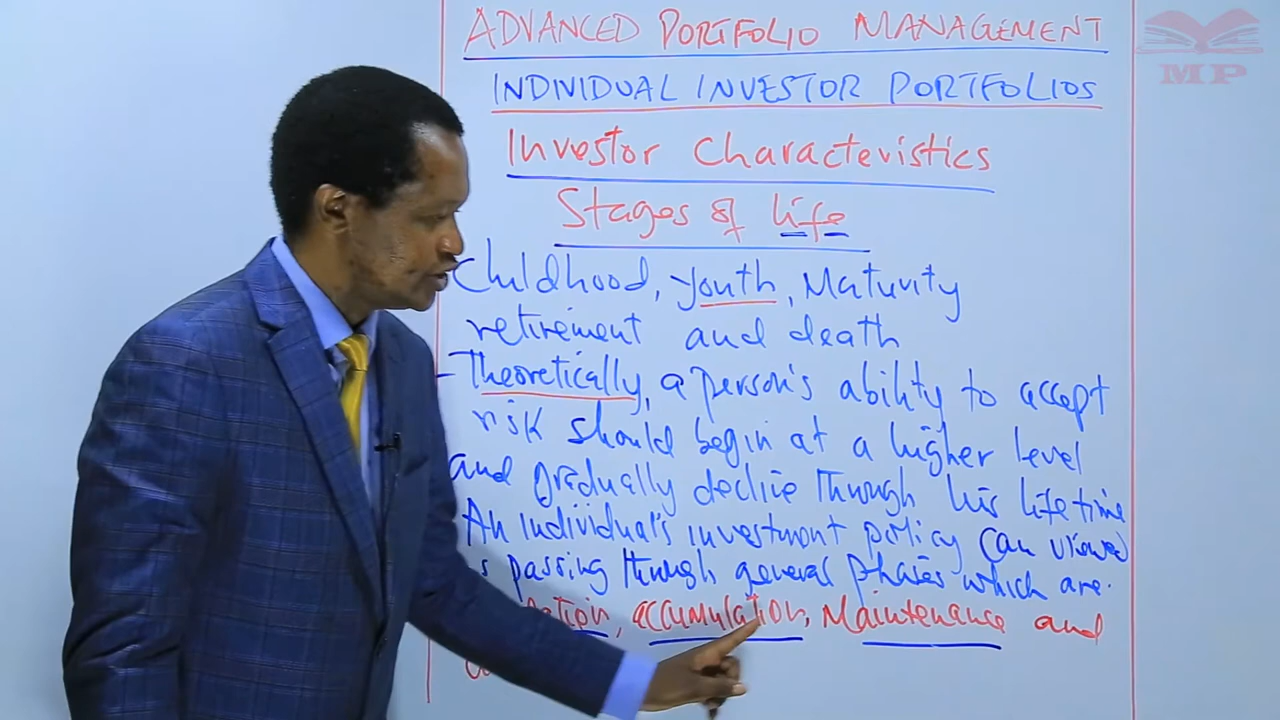 ADVANCED PORTFOLIO MANAGEMENT
MP
INDIVIDUAL INVESTOR PORTFOLIOS
Investor Characteristics
Stages of life
Childhood, youth, Maturity
retirement and death
- Theoretically, a person's ability to accept
risk should begin at a higher level
and gradually decline through his lifetime
An individual's investment policy can viewed
passing through general phases which are.
accumulation, Maintenance and